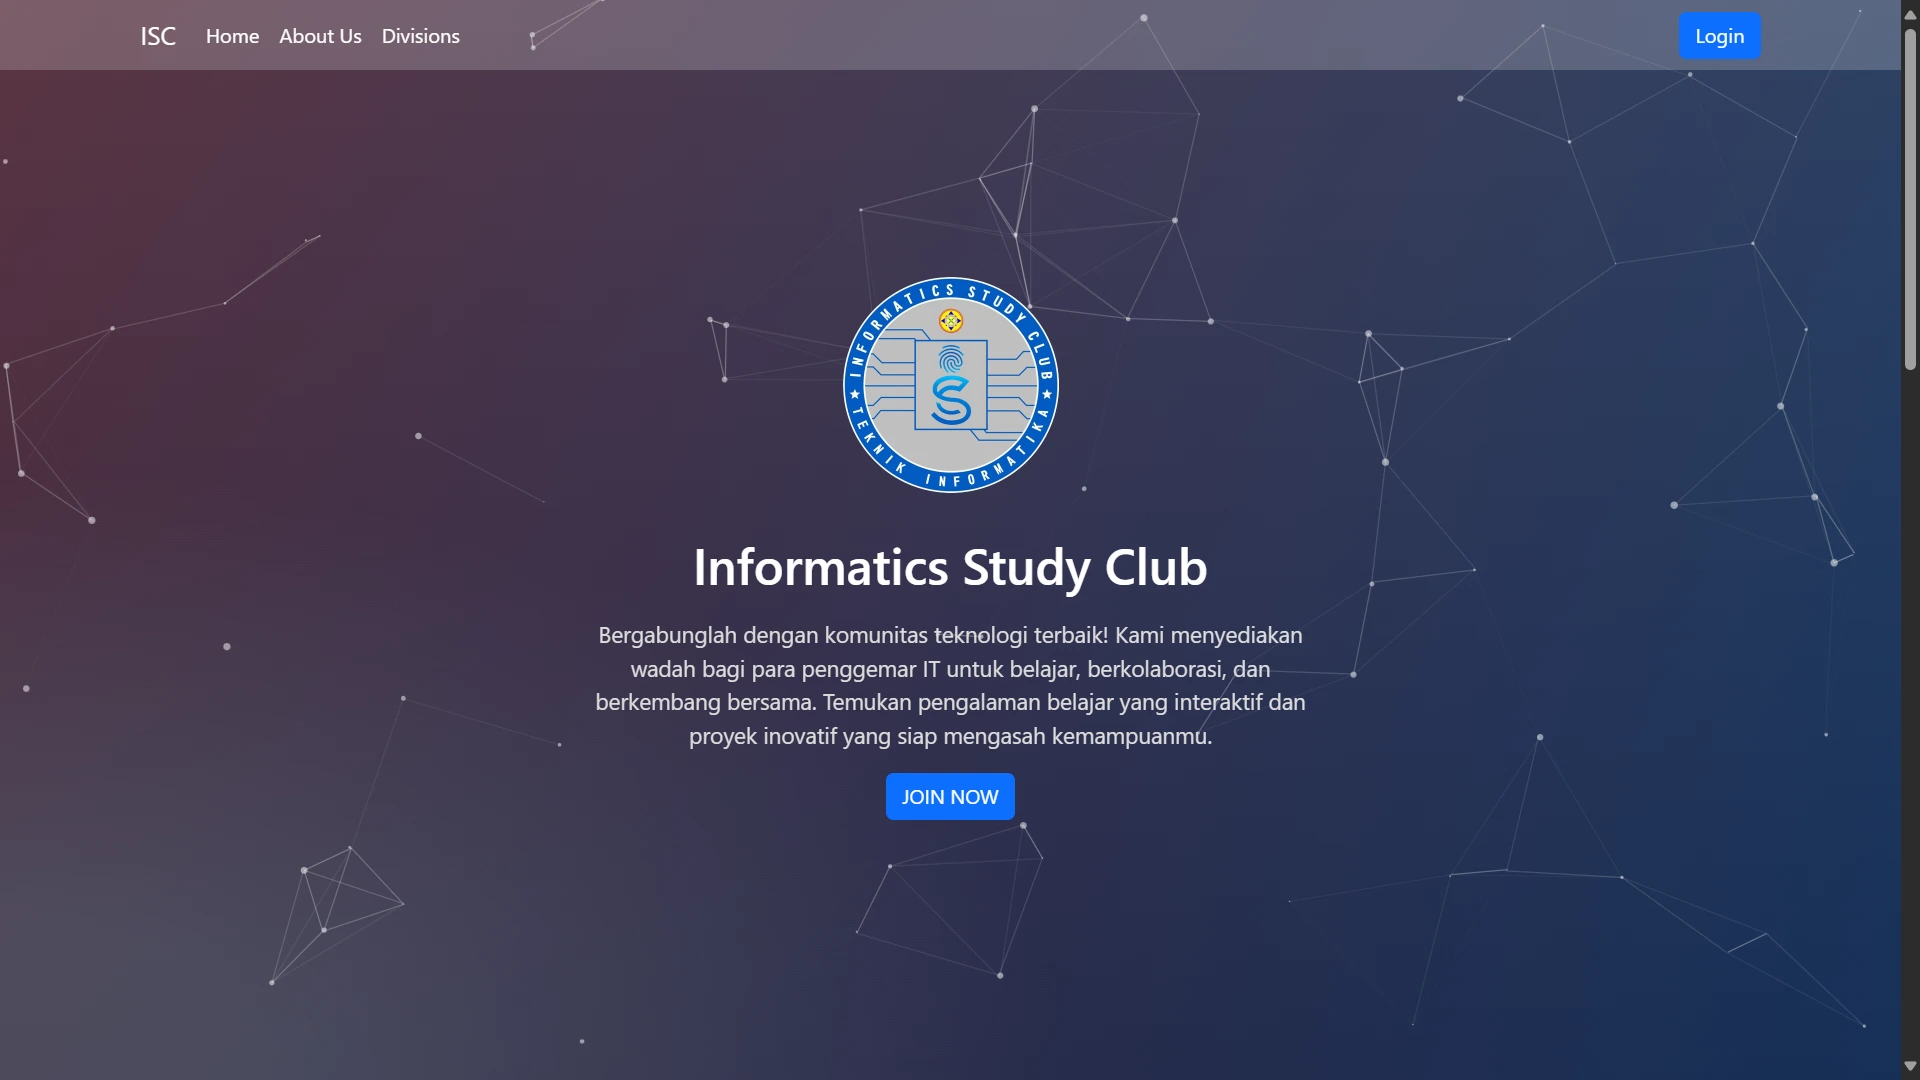 ISC
Home
About Us
Divisions
Login
INFORMATICS STUDY CLUB
TEKNIK INFORMATIKA
Informatics Study Club
Bergabunglah dengan komunitas teknologi terbaik! Kami menyediakan
wadah bagi para penggemar IT untuk belajar, berkolaborasi, dan
berkembang bersama. Temukan pengalaman belajar yang interaktif dan
proyek inovatif yang siap mengasah kemampuanmu.
JOIN NOW